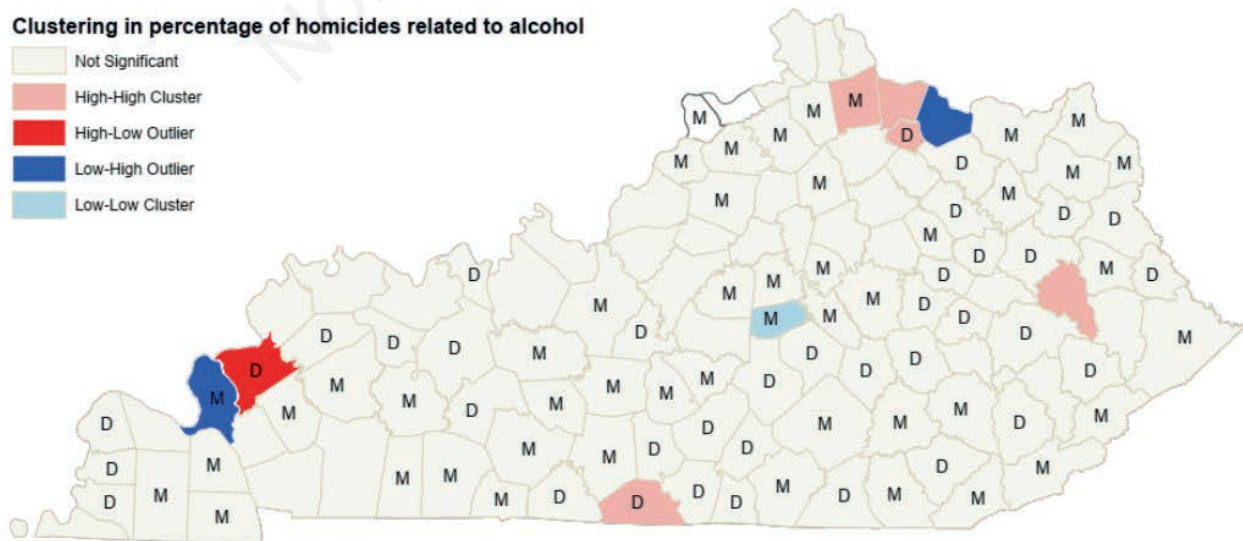 No
Clustering in percentage of homicides related to alcohol
Not Significant
High-High Cluster
High-Low Outlier
Low-High Outlier
Low-Low Cluster
M
M M M
M D M
M
M D M
M
M
M
M
D D D
M
D D
M M
D D D
M
M
M
M D
M M D
D D D
M
D D
M D
D
D D D
M D
M M
M
M M M
M D M
M
D M M D
D
M D D
M
D M D M
M M
M
M D D D M M
D M D D
M